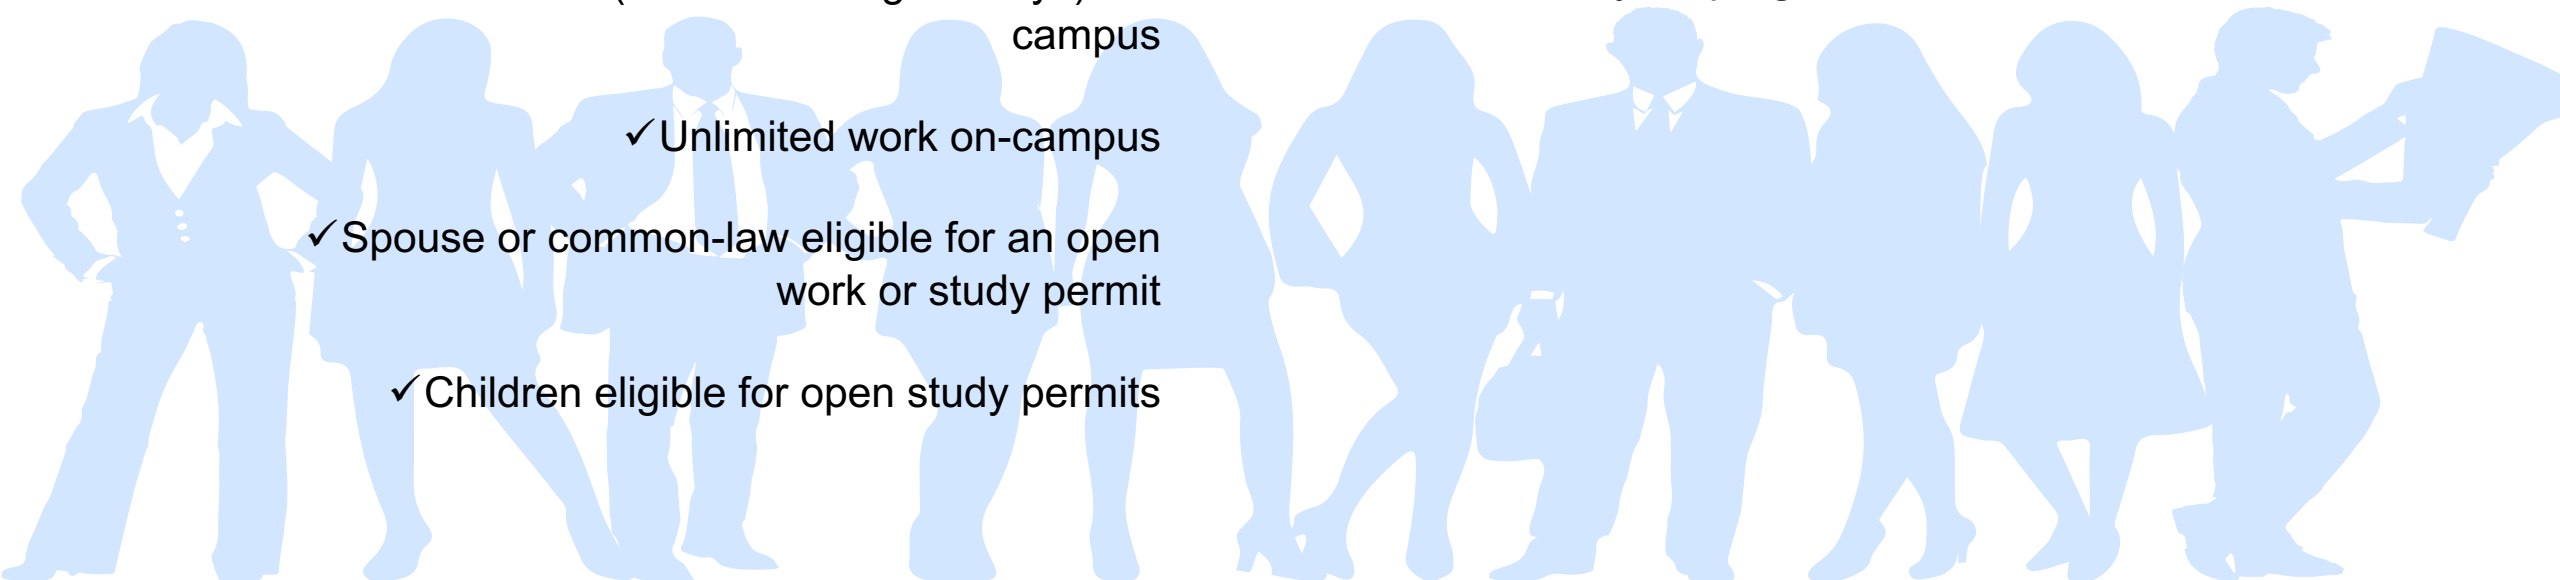 campus
✓Unlimited work on-campus
✓Spouse or common-law eligible for an open
work or study permit
✓Children eligible for open study permits